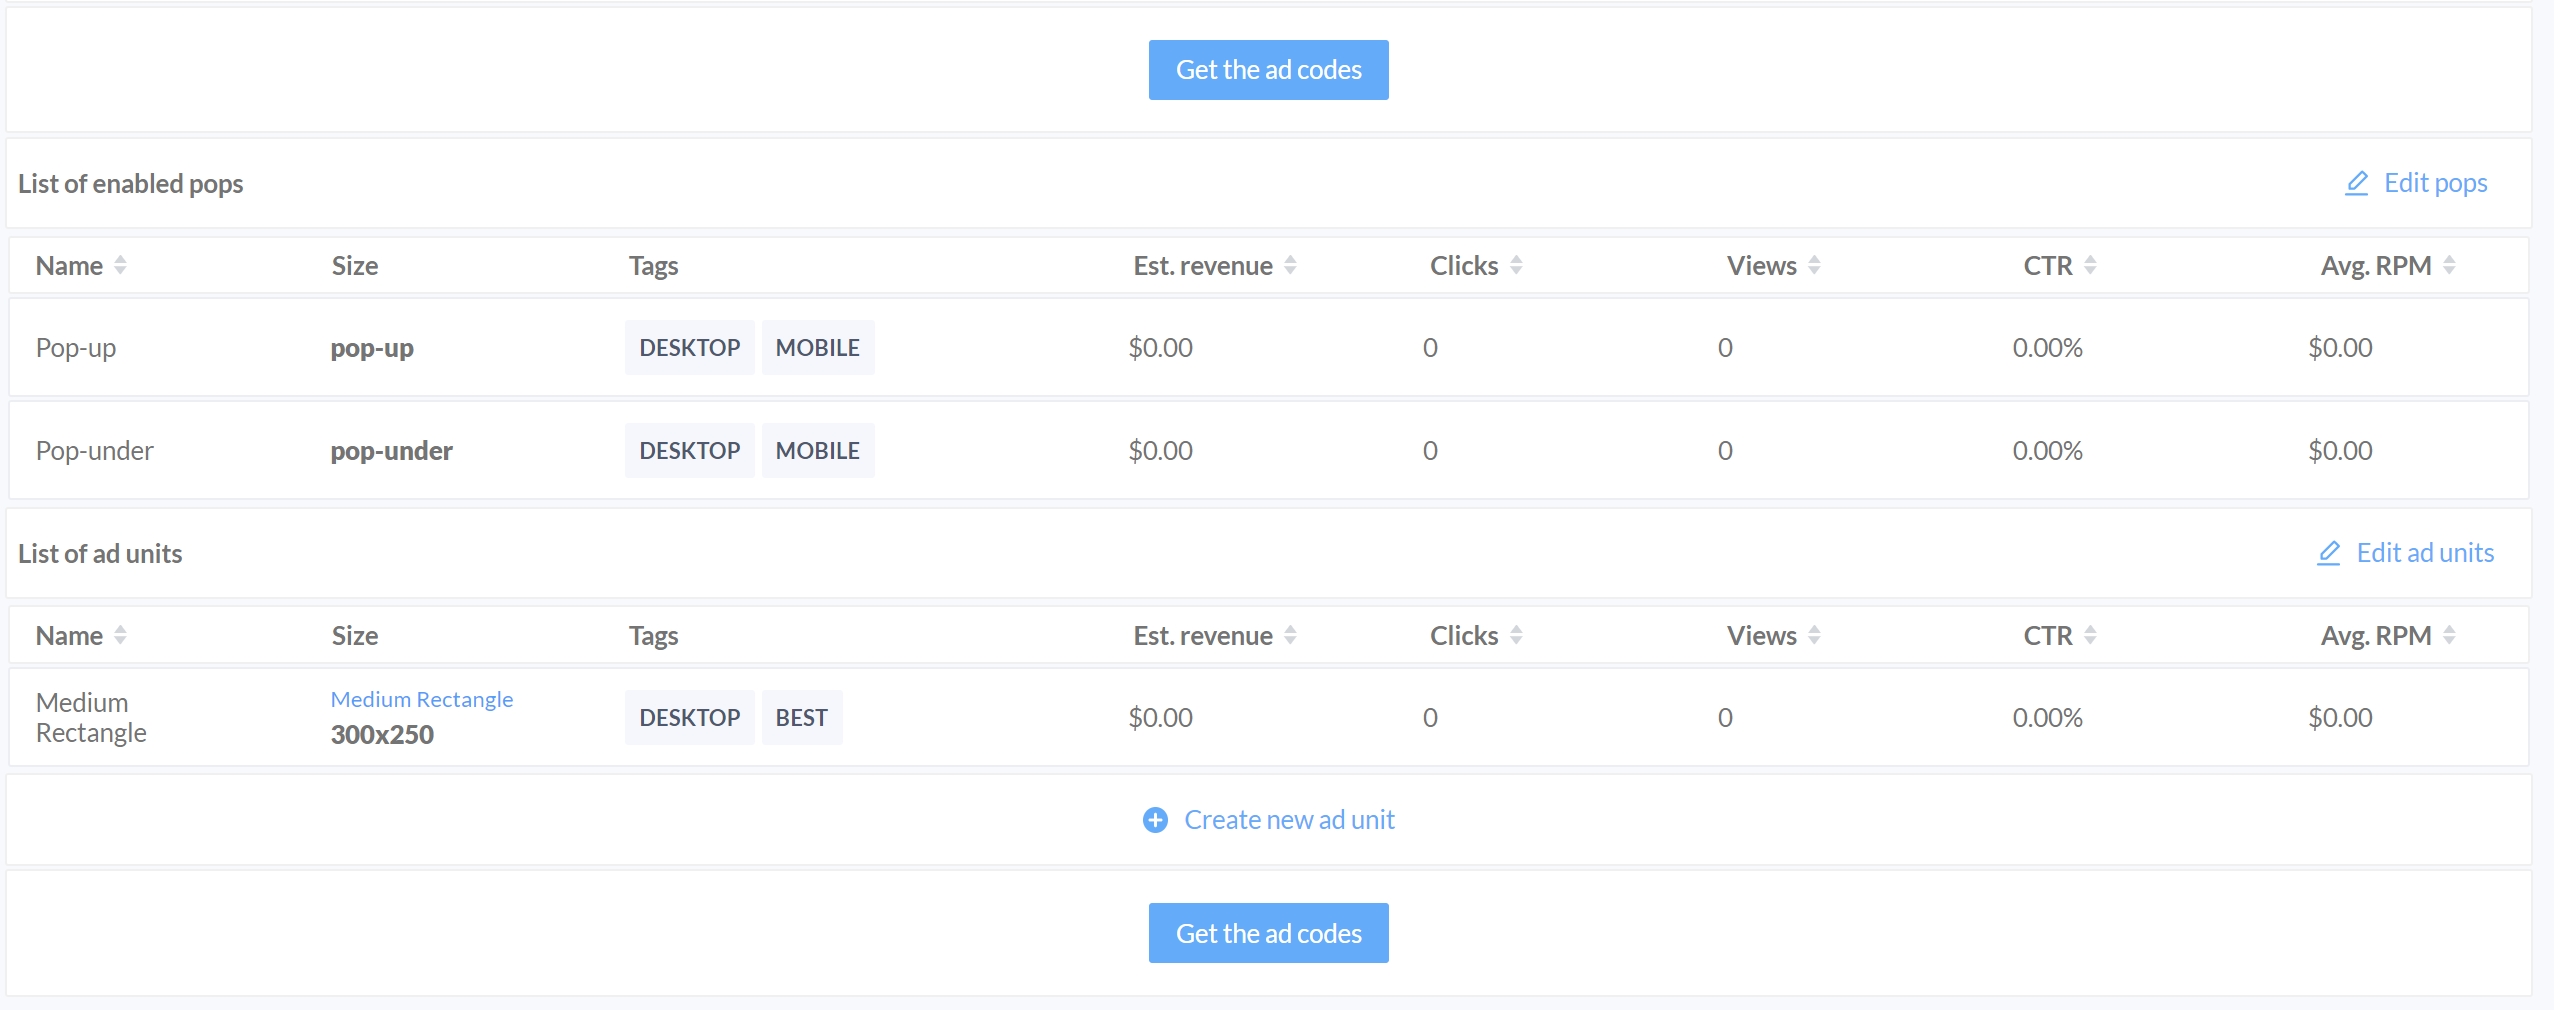 Get the ad codes
List of enabled pops
Edit pops
Name Size Tags Est. revenue Clicks Views CTR Avg. RPM
Pop-up pop-up DESKTOP MOBILE $0.00 0 0 0.00% $0.00
Pop-under pop-under DESKTOP MOBILE $0.00 0 0 0.00% $0.00
List of ad units
Edit ad units
Name Size Tags Est. revenue Clicks Views CTR Avg. RPM
Medium
Rectangle
Medium Rectangle
300x250
DESKTOP BEST $0.00 0 0 0.00% $0.00
Create new ad unit
Get the ad codes